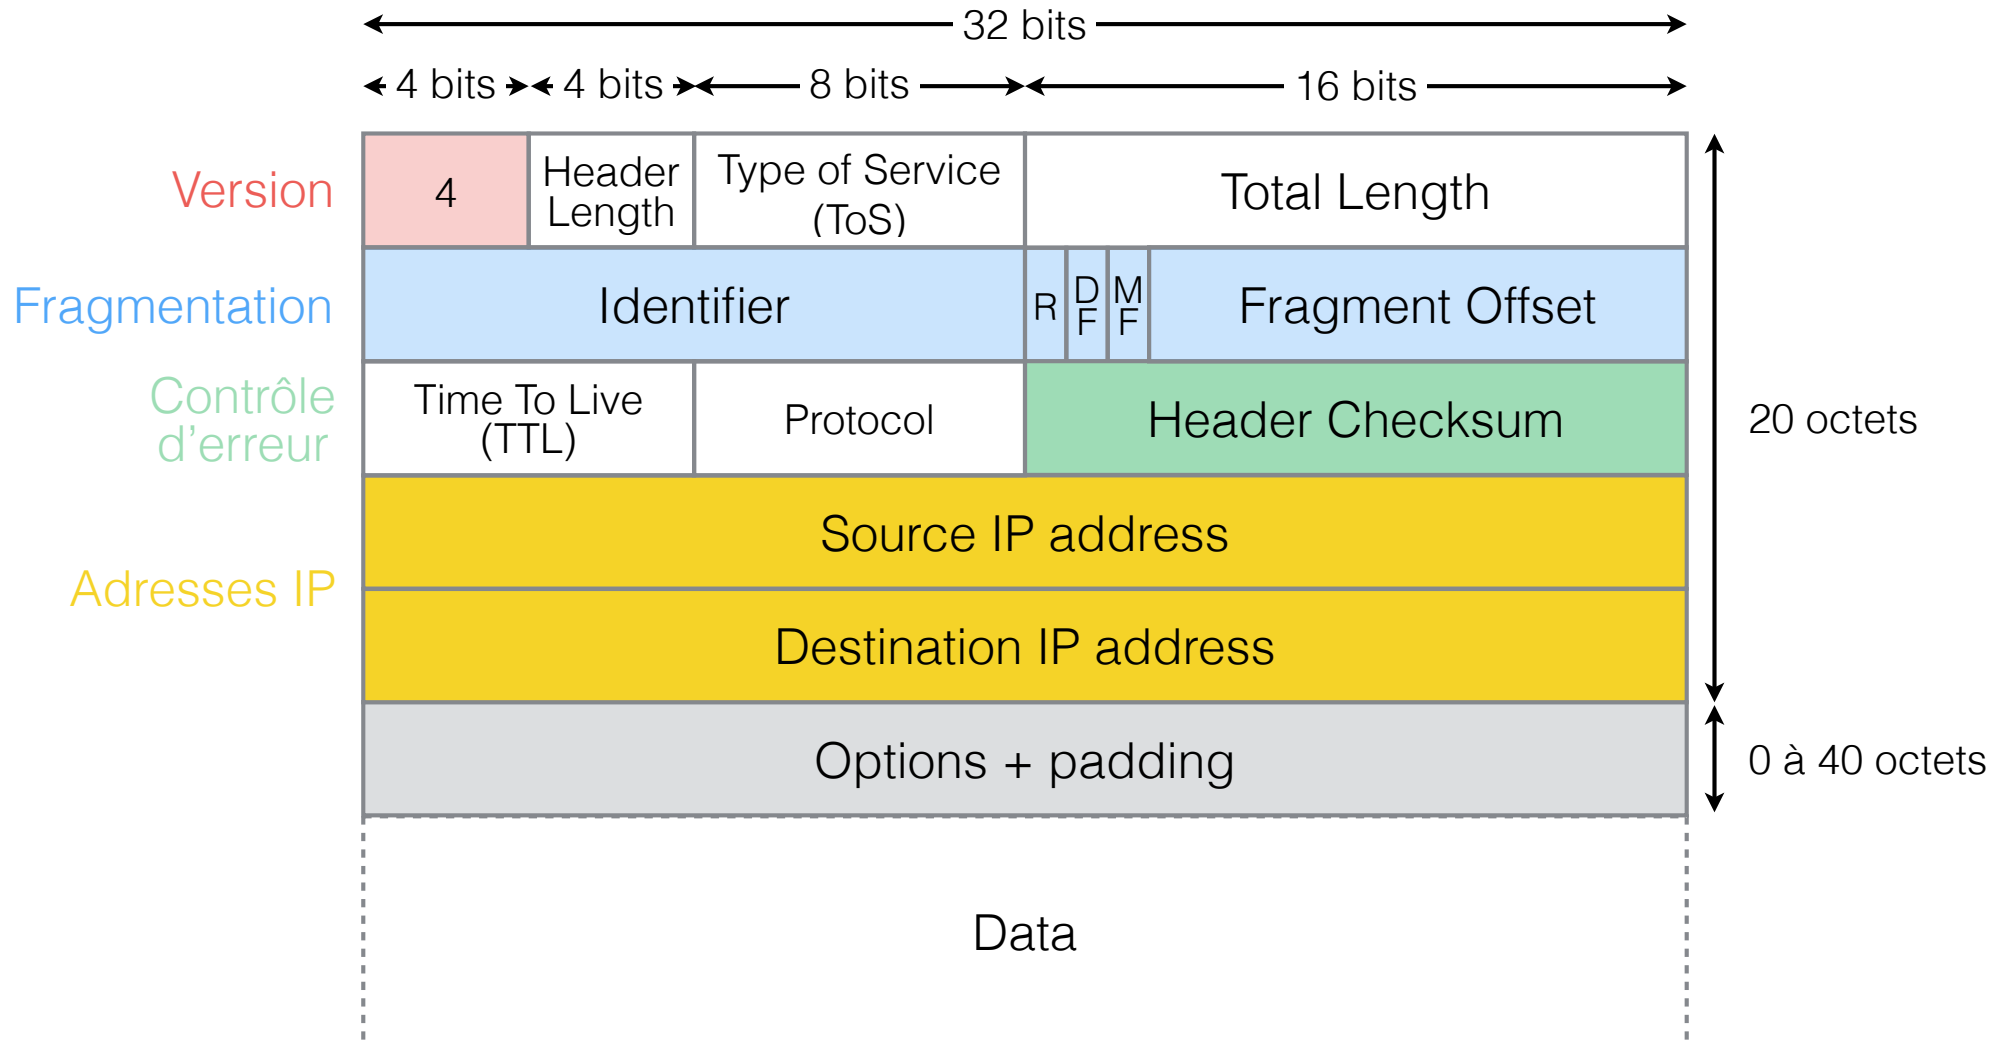 32 bits
4 bits 4 bits 8 bits 16 bits
Version
4
Header
Length
Type of Service
(ToS)
Total Length
Fragmentation
Identifier
R
D
F
M
F
Fragment Offset
Contrôle
d'erreur
Time To Live
(TTL)
Protocol
Header Checksum
20 octets
Adresses IP
Source IP address
Destination IP address
Options + padding
0 à 40 octets
Data